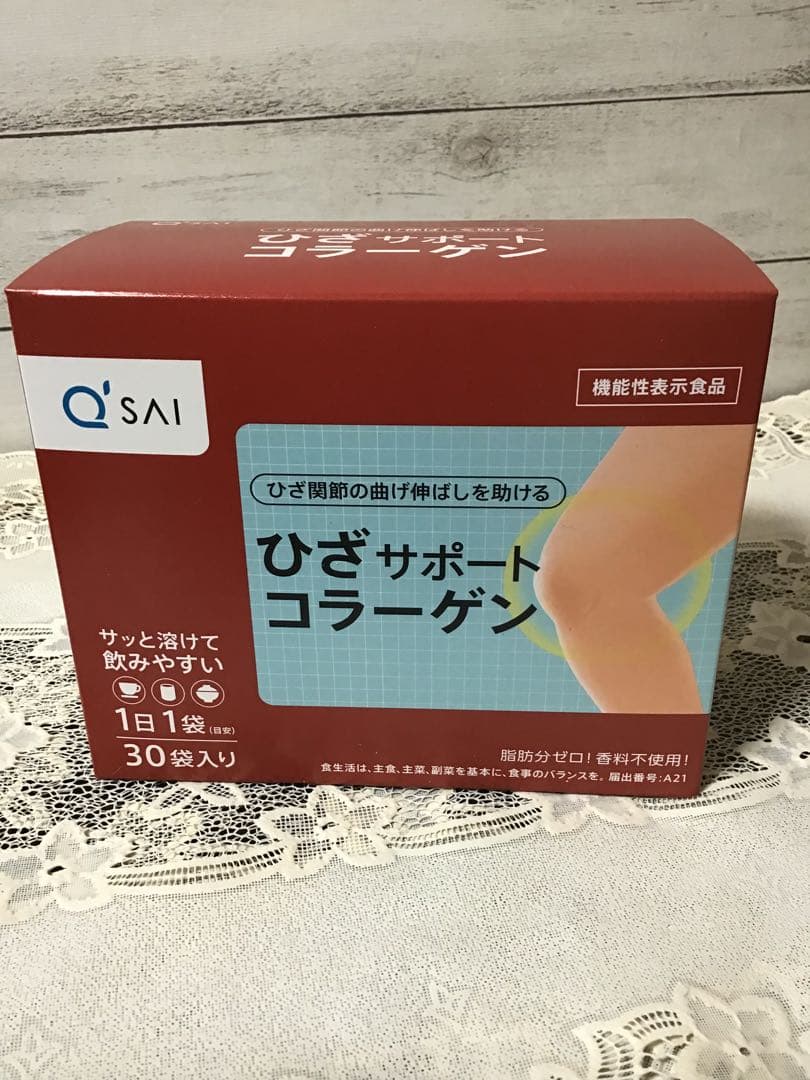 Q'SAI
ひざ関節の曲げ伸ばしを助ける
ひざサポート
コラーゲン
Q'SAI
機能性表示食品
ひざ関節の曲げ伸ばしを助ける
ひざサポート
コラーゲン
サッと溶けて
飲みやすい
1日1袋(目安)
30袋入り
脂肪分ゼロ!香料不使用!
食生活は、主食、主菜、副菜を基本に、食事のバランスを。届出番号:A21